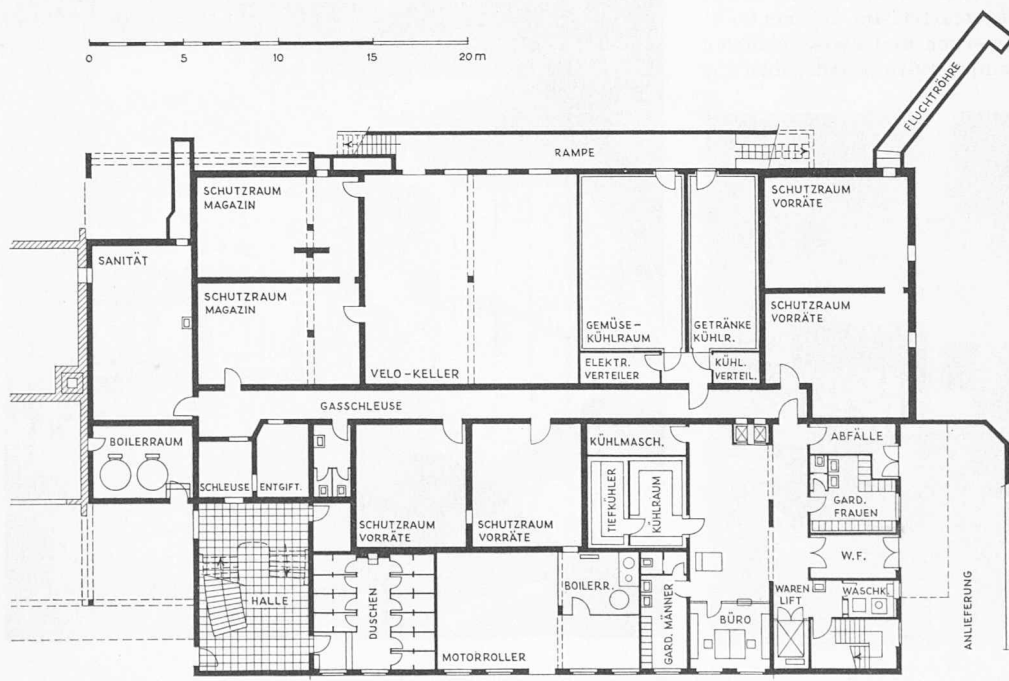 0 5 10 15 20 m
FLUCHTRÖHRE
RAMPE
SCHUTZRAUM
MAGAZIN
SCHUTZRAUM
VORRÄTE
SANITÄT
SCHUTZRAUM
MAGAZIN
SCHUTZRAUM
VORRÄTE
GEMÜSE-
KÜHLRAUM
GETRÄNKE
KÜHLR.
VELO-KELLER
ELEKTR.
VERTEILER
KÜHL.
VERTEIL.
GASSCHLEUSE
BOILERRAUM
SCHLEUSE
ENTGIFT.
SCHUTZRAUM
VORRÄTE
SCHUTZRAUM
VORRÄTE
KÜHLMASCH.
TIEFKÜHLER
KÜHLRAUM
ABFÄLLE
GARD.
FRAUEN
W.F.
HALLE
DUSCHEN
MOTORROLLER
BOILERR.
GARD. MÄNNER
BÜRO
WAREN
LIFT
WASCHK.
ANLIEFERUNG